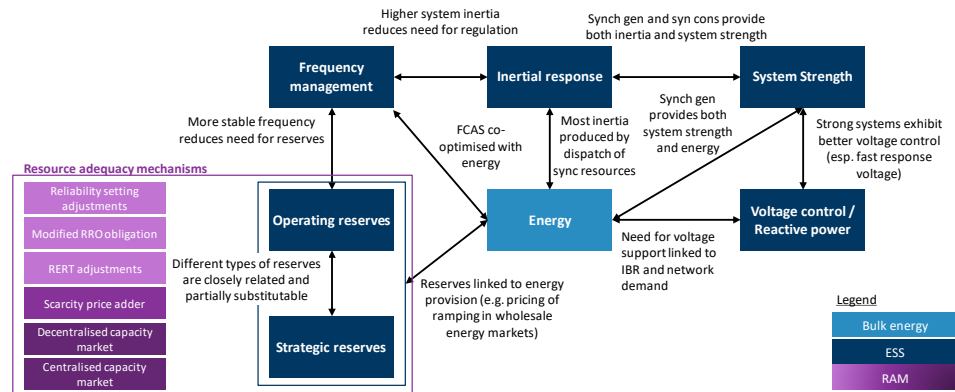 Higher system inertia
reduces need for regulation
Synch gen and syn cons provide
both inertia and system strength
Frequency
management
Inertial response
System Strength
More stable frequency
reduces need for reserves
FCAS co-
optimised with
energy
Most inertia
produced by
dispatch of
sync resources
Synch gen
provides both
system strength
and energy
Strong systems exhibit
better voltage control
(esp. fast response
voltage)
Resource adequacy mechanisms
Reliability setting
adjustments
Modified RRO obligation
RERT adjustments
Scarcity price adder
Decentralised capacity
market
Centralised capacity
market
Operating reserves
Different types of reserves
are closely related and
partially substitutable
Strategic reserves
Energy
Voltage control /
Reactive power
Reserves linked to energy
provision (e.g. pricing of
ramping in wholesale
energy markets)
Need for voltage
support linked to
IBR and network
demand
Legend
Bulk energy
ESS
RAM